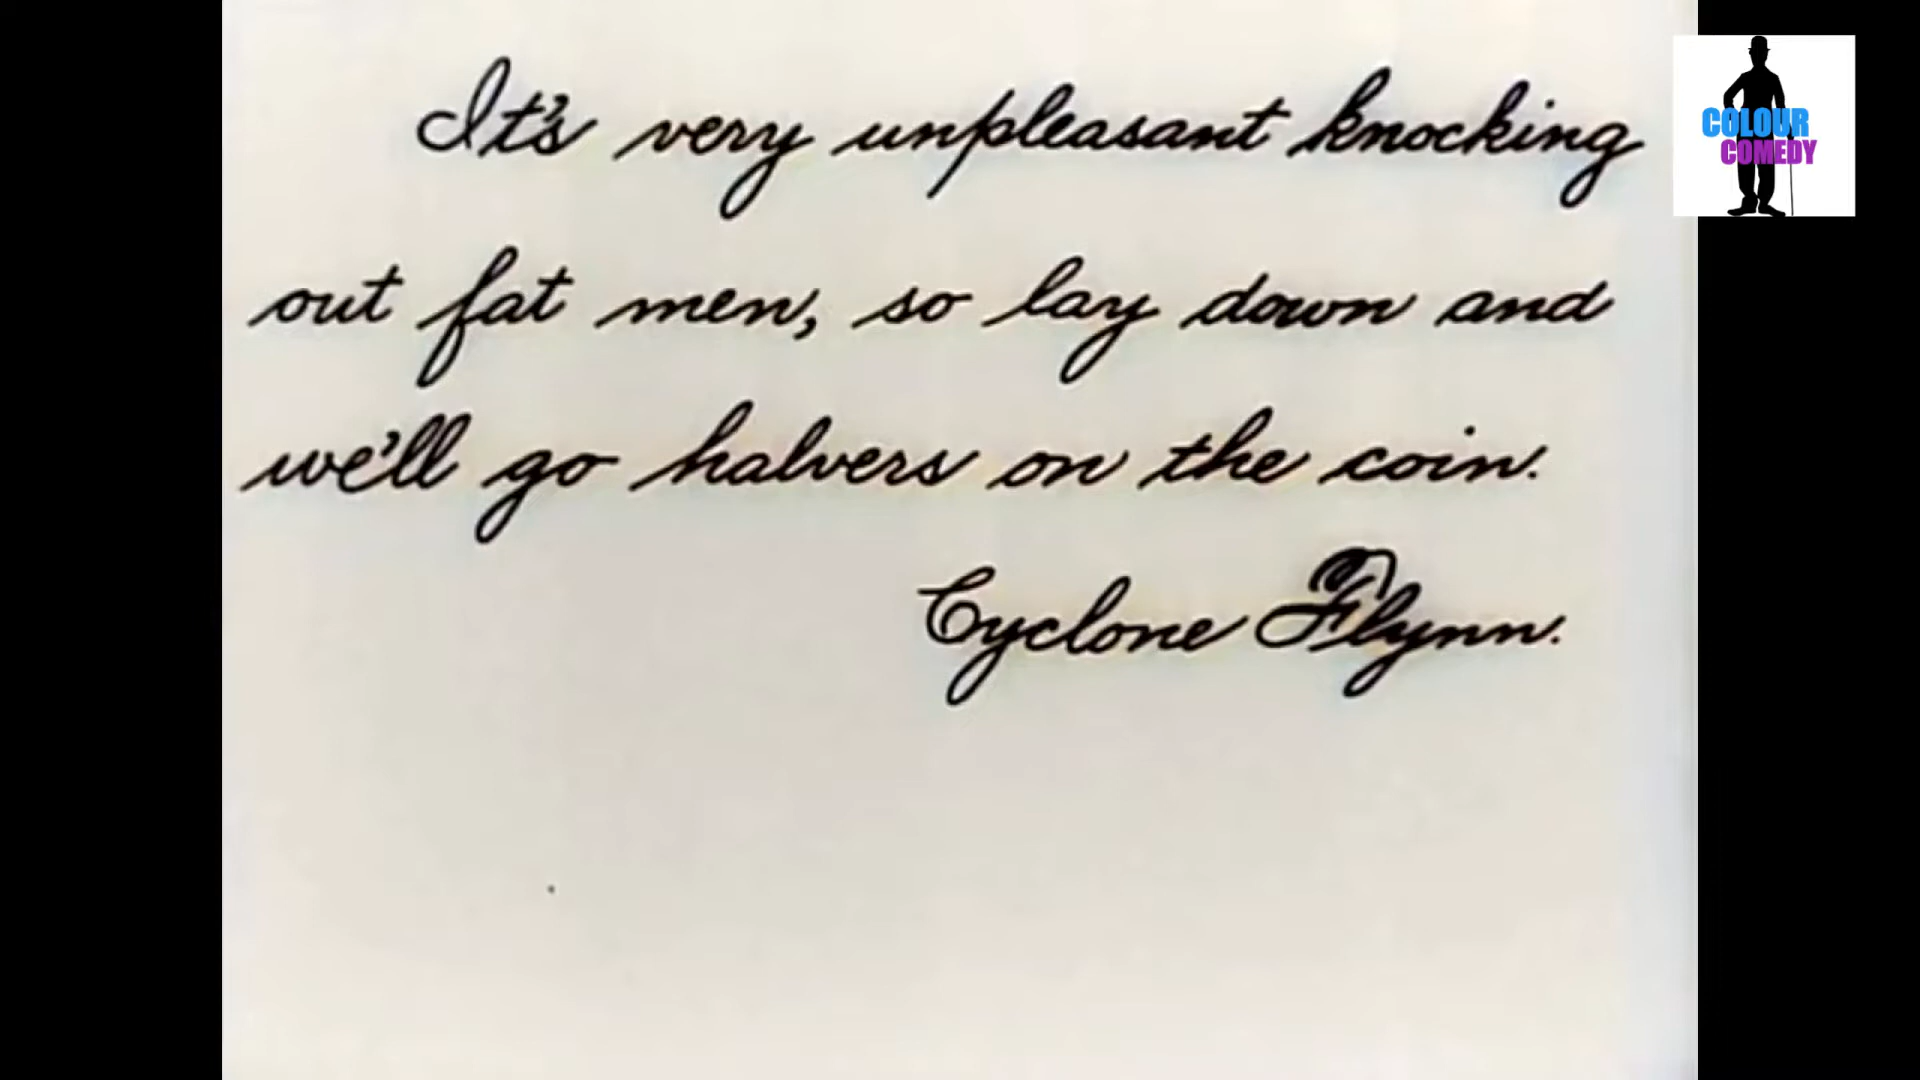 It's very unpleasant knocking
out fat men, so lay down and
we'll go halvers on the coin.
Cyclone Flynn.
COLOUR
COMEDY